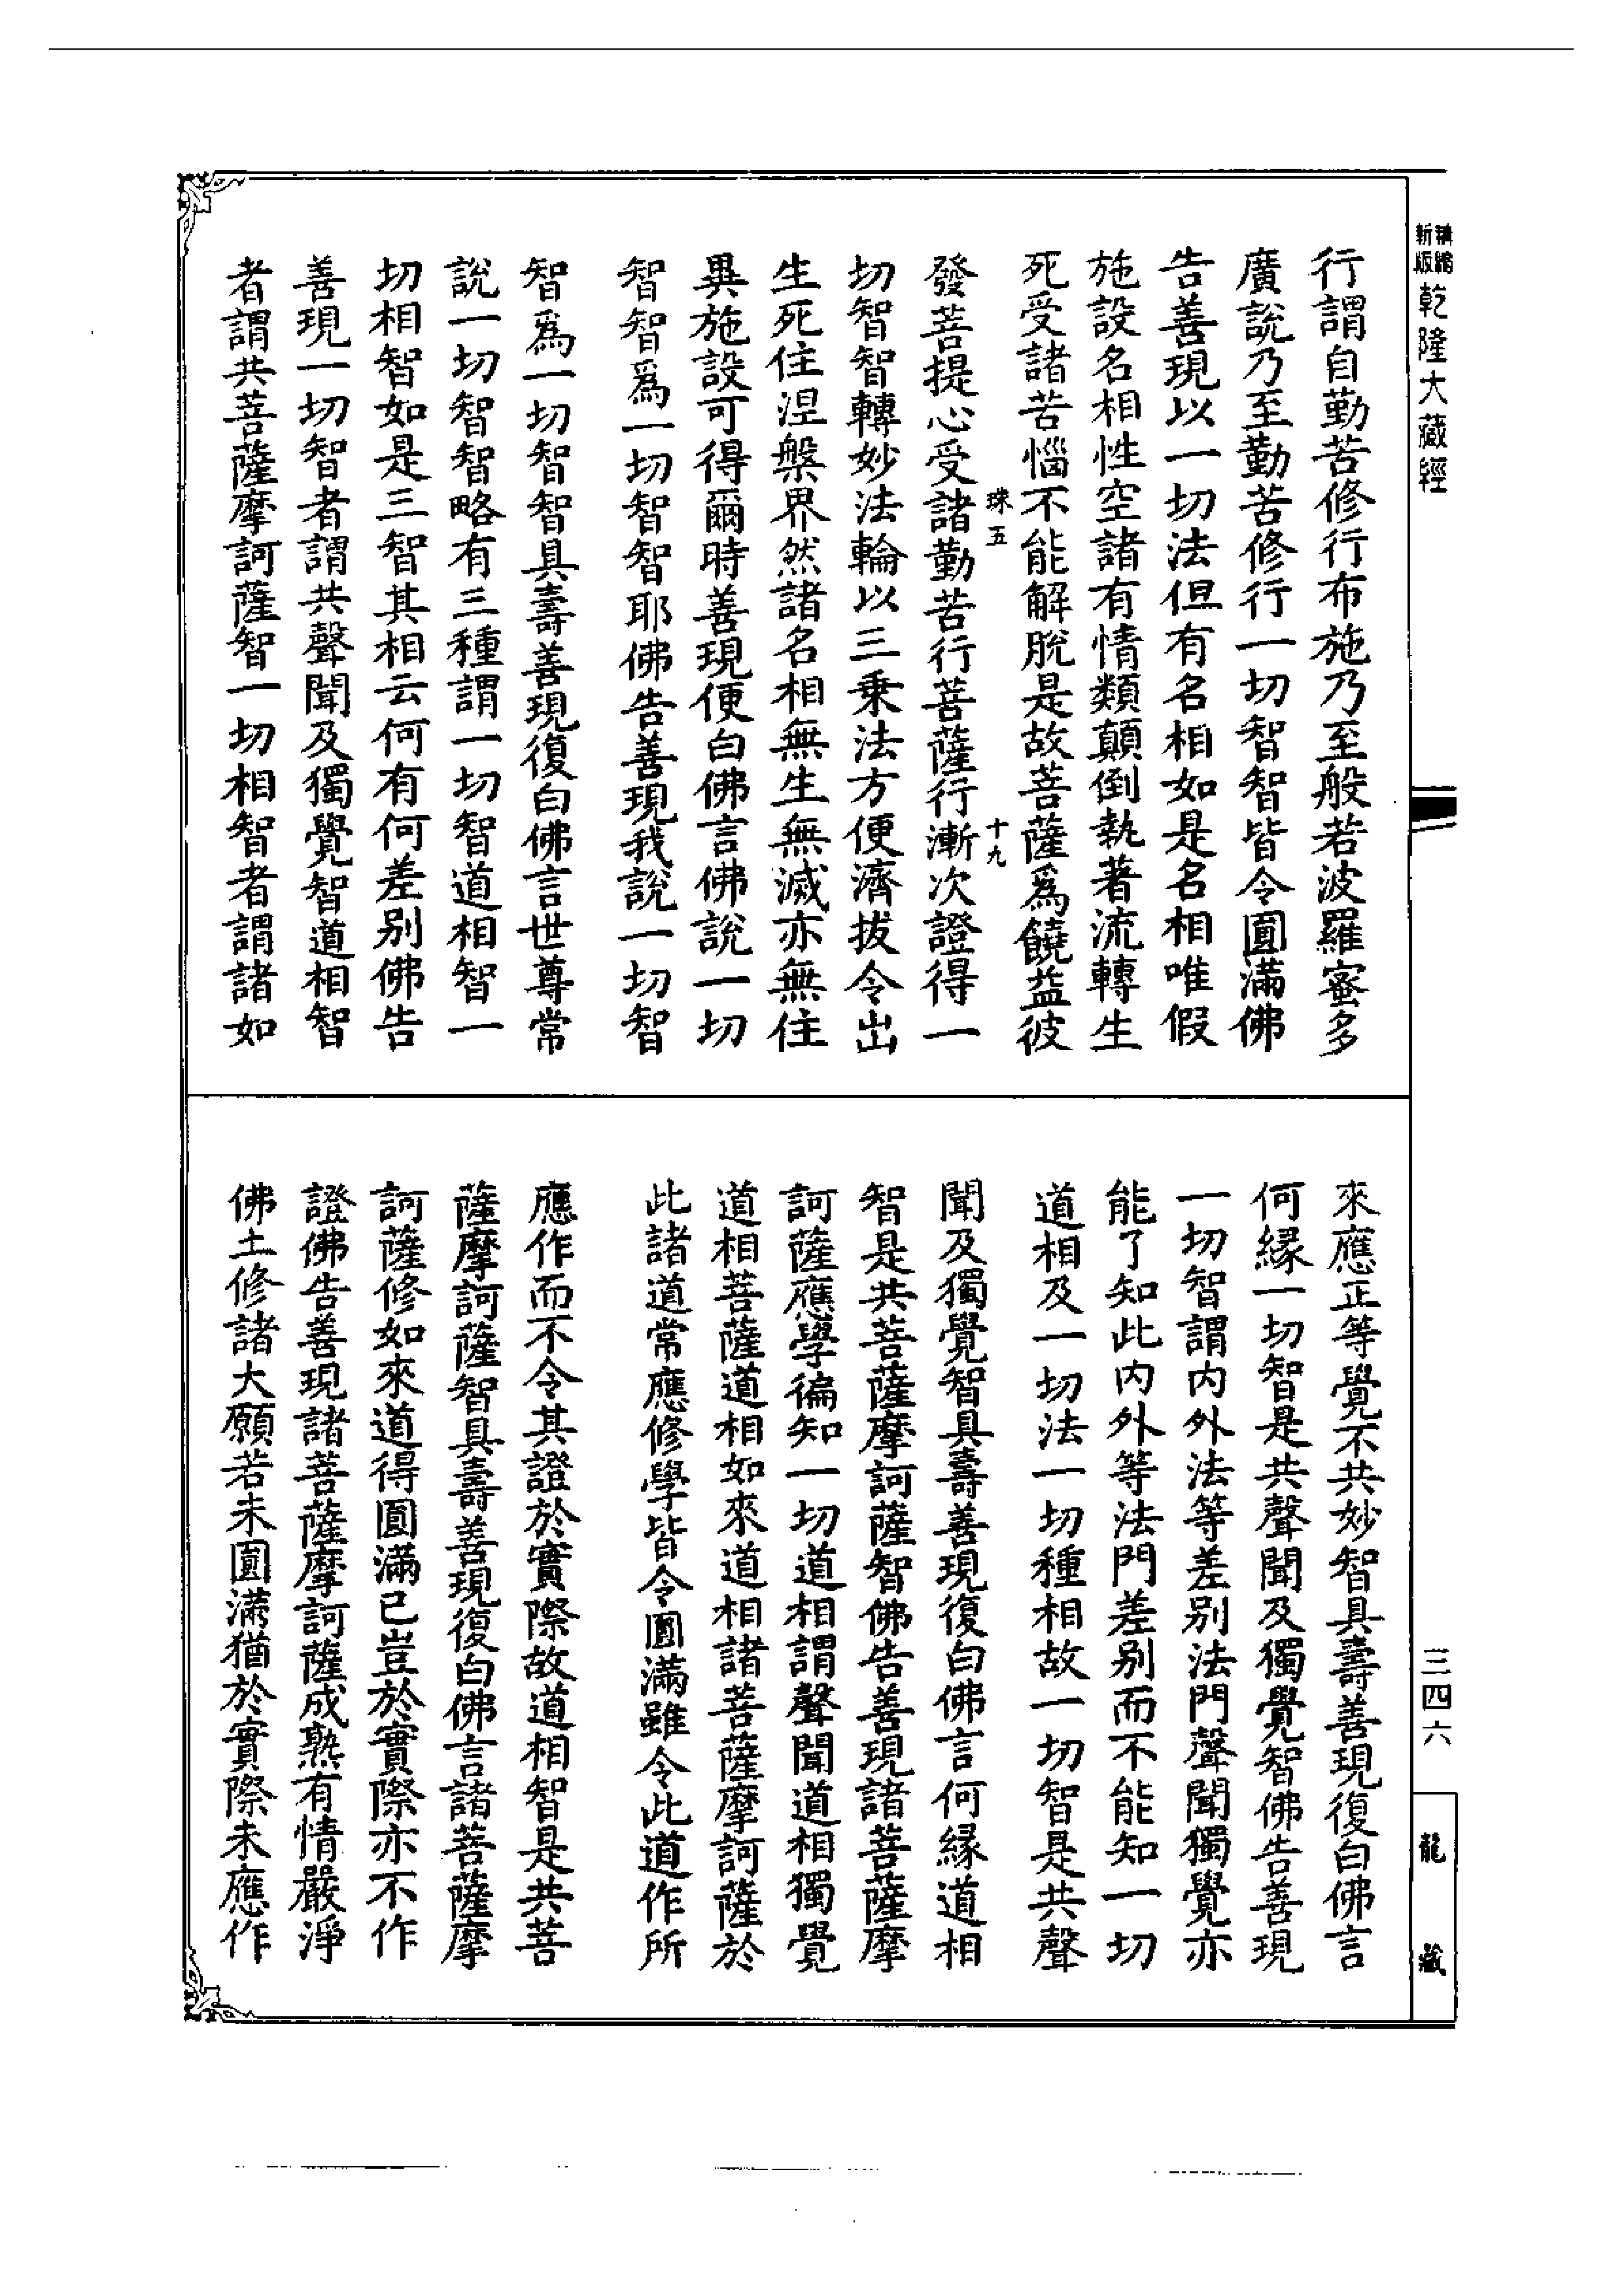 新版
精編
乾隆大藏經
三四六
龍藏
行謂自勤苦修行布施乃至般若波羅蜜多
廣說乃至勤苦修行一切智智皆令圓滿佛
告善現以一切法但有名相如是名相唯假
施設名相性空諸有情類顛倒執著流轉生
死受諸苦惱不能解脫是故菩薩爲饒益彼
珠五
十九
發菩提心受諸勤苦行菩薩行漸次證得一
切智智轉妙法輪以三乘法方便濟拔令出
生死住涅槃界然諸名相無生無滅亦無住
異施設可得爾時善現便白佛言佛說一切
智智爲一切智智耶佛告善現我說一切智
智爲一切智智具壽善現復白佛言世尊常
說一切智智略有三種謂一切智道相智一
切相智如是三智其相云何有何差別佛告
善現一切智者謂共聲聞及獨覺智道相智
者謂共菩薩摩訶薩智一切相智者謂諸如
來應正等覺不共妙智具壽善現復白佛言
何緣一切智是共聲聞及獨覺智佛告善現
一切智謂內外法等差別法門聲聞獨覺亦
能了知此內外等法門差別而不能知一切
道相及一切法一切種相故一切智是共聲
聞及獨覺智具壽善現復白佛言何緣道相
智是共菩薩摩訶薩智佛告善現諸菩薩摩
訶薩應學徧知一切道相謂聲聞道相獨覺
道相菩薩道相如來道相諸菩薩摩訶薩於
此諸道常應修學皆令圓滿雖令此道作所
應作而不令其證於實際故道相智是共菩
薩摩訶薩智具壽善現復白佛言諸菩薩摩
訶薩修如來道得圓滿已豈於實際亦不作
證佛告善現諸菩薩摩訶薩成熟有情嚴淨
佛土修諸大願若未圓滿猶於實際未應作